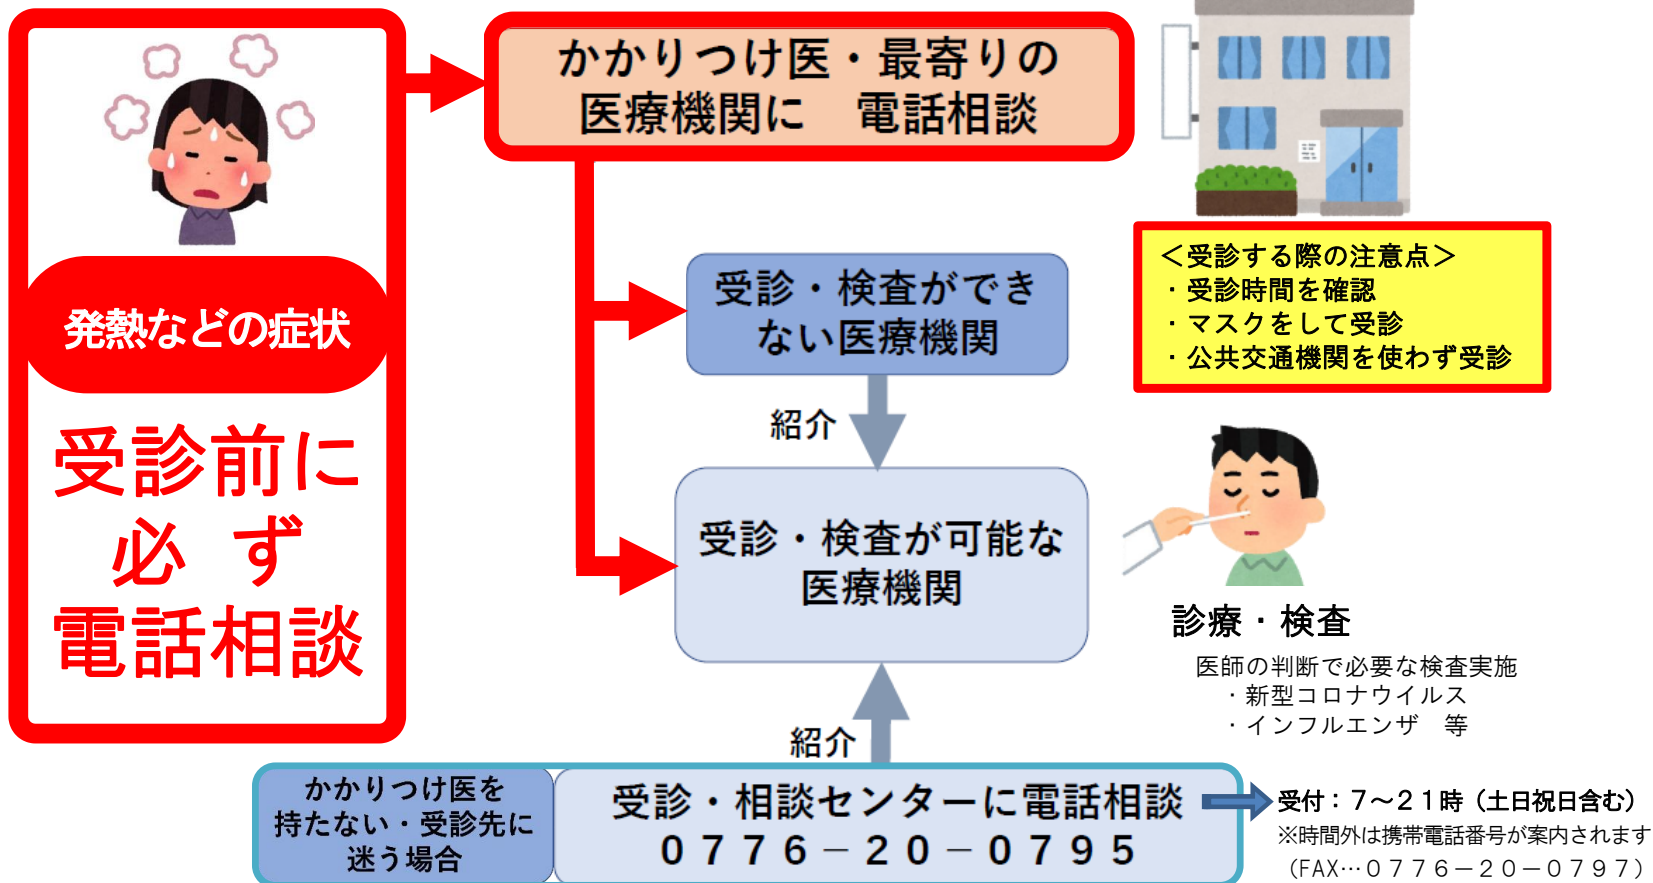 発熱などの症状
受診前に
必ず
電話相談
かかりつけ医・最寄りの
医療機関に　電話相談
受診・検査ができ
ない医療機関
紹介
受診・検査が可能な
医療機関
＜受診する際の注意点＞
・受診時間を確認
・マスクをして受診
・公共交通機関を使わず受診
診療・検査
医師の判断で必要な検査実施
・新型コロナウイルス
・インフルエンザ　等
紹介
かかりつけ医を
持たない・受診先に
迷う場合
受診・相談センターに電話相談
０７７６－２０－０７９５
受付：７～２１時（土日祝日含む）
※時間外は携帯電話番号が案内されます
（FAX…０７７６－２０－０７９７）